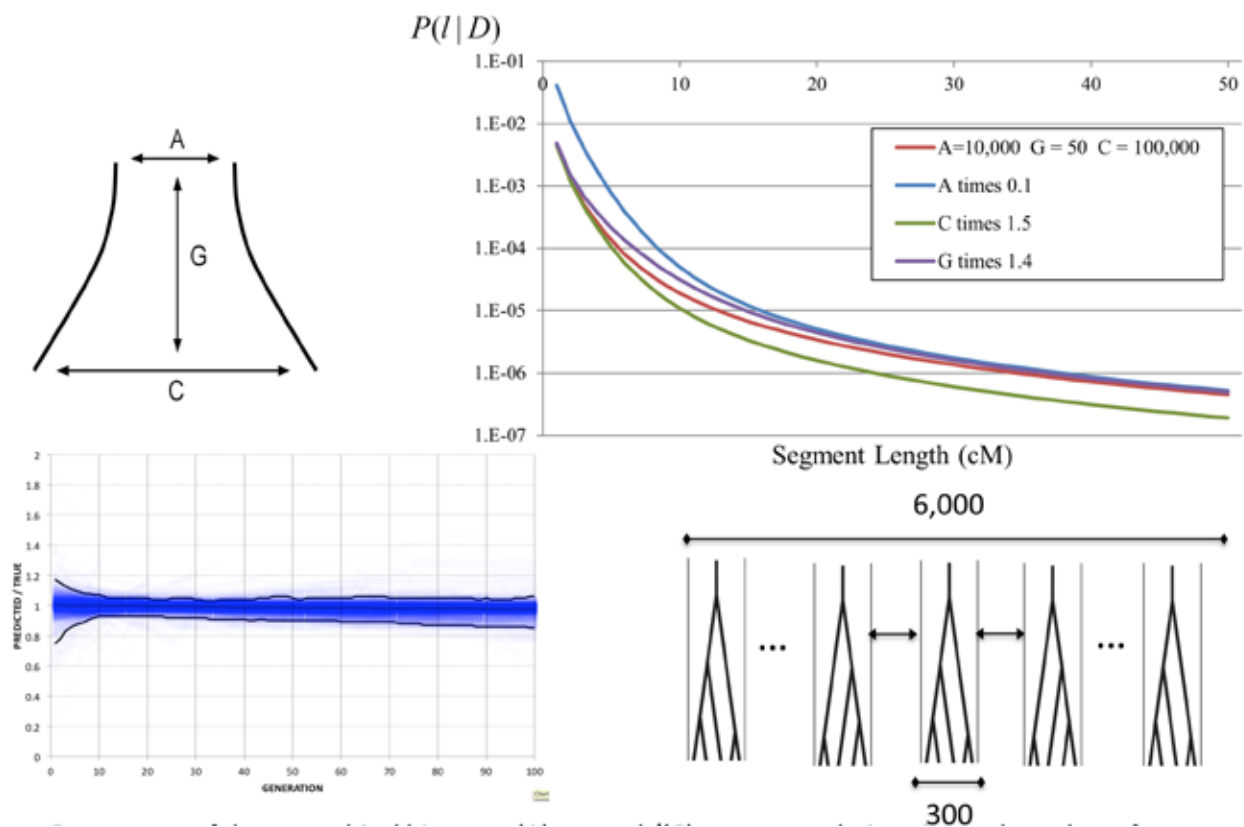 P(l | D)
1.E-01
1.E-02
1.E-03
1.E-04
1.E-05
1.E-06
1.E-07
0 10 20 30 40 50
A=10,000 G = 50 C = 100,000
A times 0.1
C times 1.5
G times 1.4
Segment Length (cM)
A
G
C
2
1.8
1.6
1.4
1.2
1
0.8
0.6
0.4
0.2
0
PREDICTED / TRUE
0 10 20 30 40 50 60 70 80 90 100
GENERATION
6,000
... ...
300